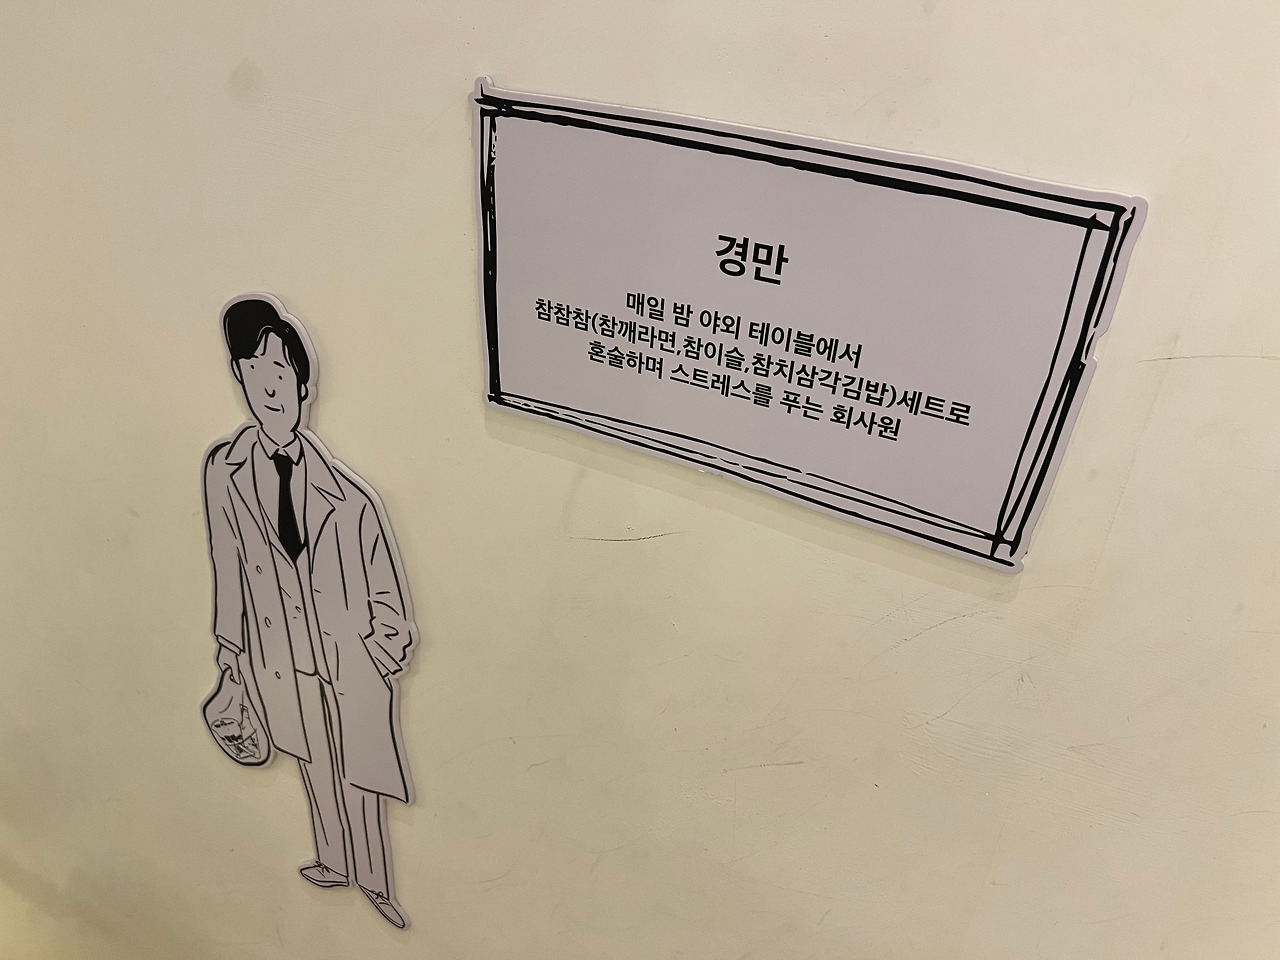 경만
매일 밤 야외 테이블에서
참참참(참깨라면,참이슬,참치삼각김밥)세트로
혼술하며 스트레스를 푸는 회사원